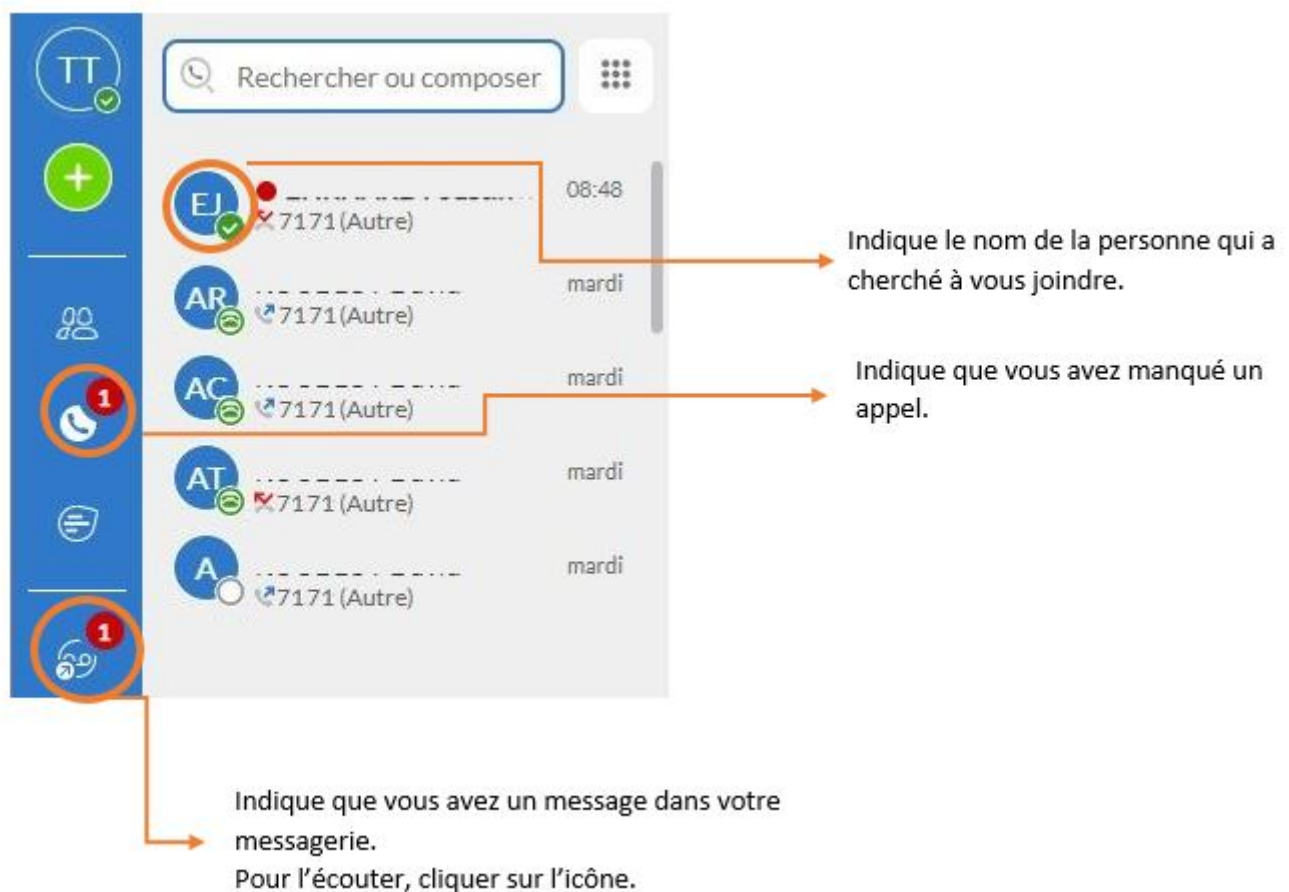 TT
Rechercher ou composer
EJ
08:48
7171 (Autre)
Indique le nom de la personne qui a
cherché à vous joindre.
AR
mardi
7171 (Autre)
1
AC
mardi
7171 (Autre)
Indique que vous avez manqué un
appel.
AT
mardi
7171 (Autre)
A
mardi
7171 (Autre)
1
Indique que vous avez un message dans votre
messagerie.
Pour l’écouter, cliquer sur l’icône.